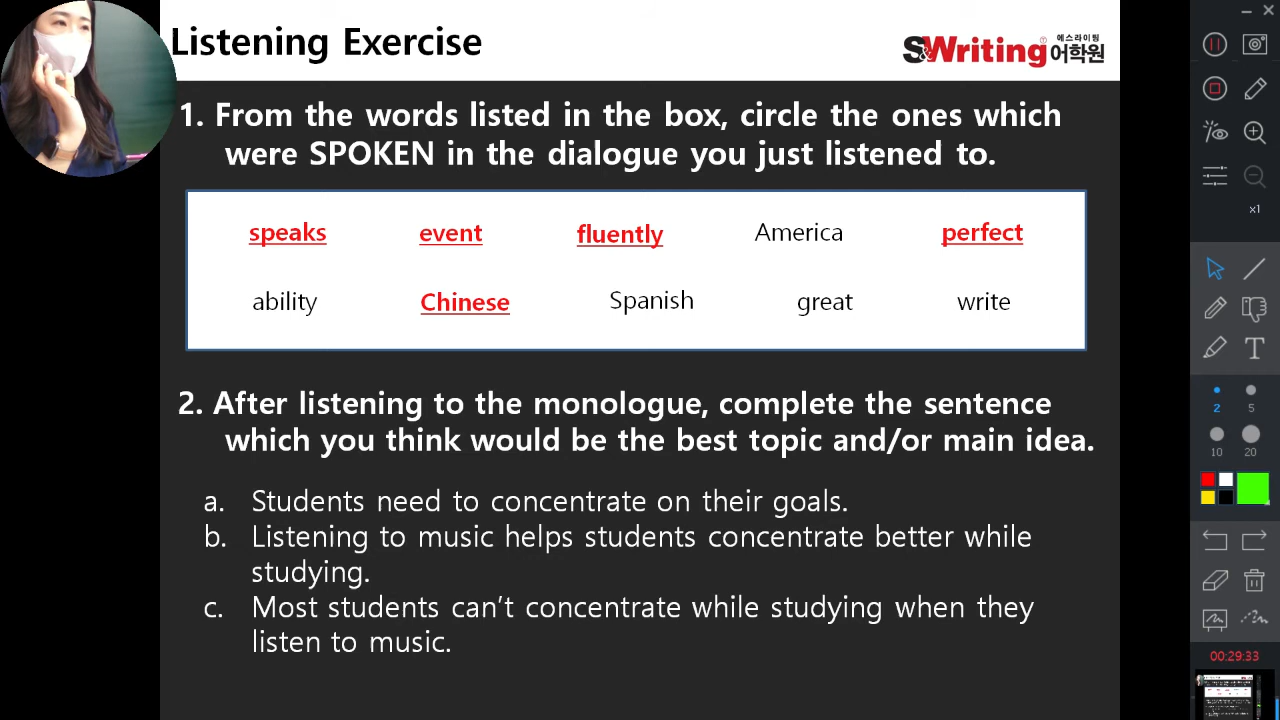 Listening Exercise
S&Writing 에스라이팅 어학원
1. From the words listed in the box, circle the ones which
were SPOKEN in the dialogue you just listened to.
speaks event fluently America perfect
ability Chinese Spanish great write
2. After listening to the monologue, complete the sentence
which you think would be the best topic and/or main idea.
a. Students need to concentrate on their goals.
b. Listening to music helps students concentrate better while
studying.
c. Most students can't concentrate while studying when they
listen to music.
x1
T
2 5
10 20
00:29:33